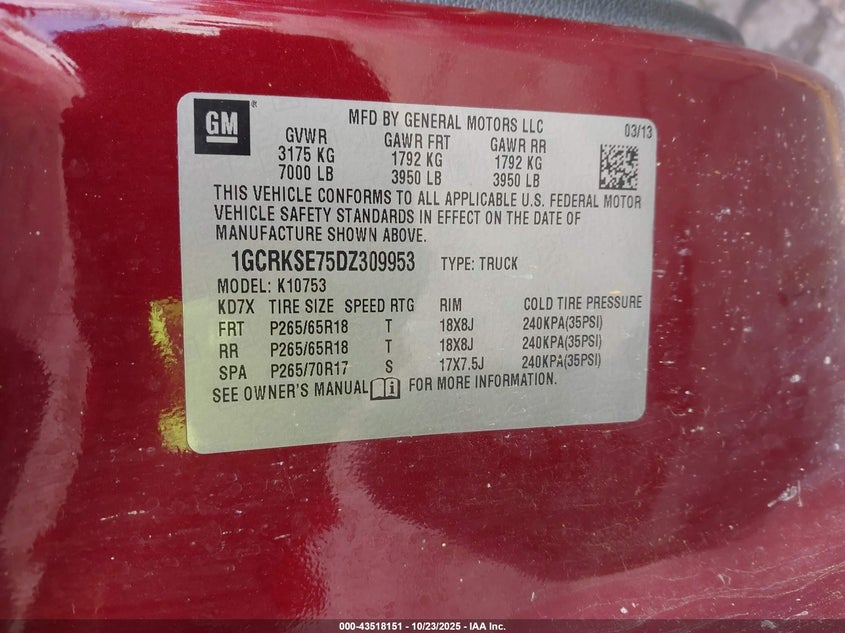 GM®
MFD BY GENERAL MOTORS LLC
03/13
GVWR GAWR FRT GAWR RR
3175 KG 1792 KG 1792 KG
7000 LB 3950 LB 3950 LB
THIS VEHICLE CONFORMS TO ALL APPLICABLE U.S. FEDERAL MOTOR
VEHICLE SAFETY STANDARDS IN EFFECT ON THE DATE OF
MANUFACTURE SHOWN ABOVE.
1GCRKSE75DZ309953 TYPE: TRUCK
MODEL: K10753
KD7X TIRE SIZE SPEED RTG RIM COLD TIRE PRESSURE
FRT P265/65R18 T 18X8J 240KPA(35PSI)
RR P265/65R18 T 18X8J 240KPA(35PSI)
SPA P265/70R17 S 17X7.5J 240KPA(35PSI)
SEE OWNER'S MANUAL i FOR MORE INFORMATION.
000-43518151 - 10/23/2025 - IAA Inc.